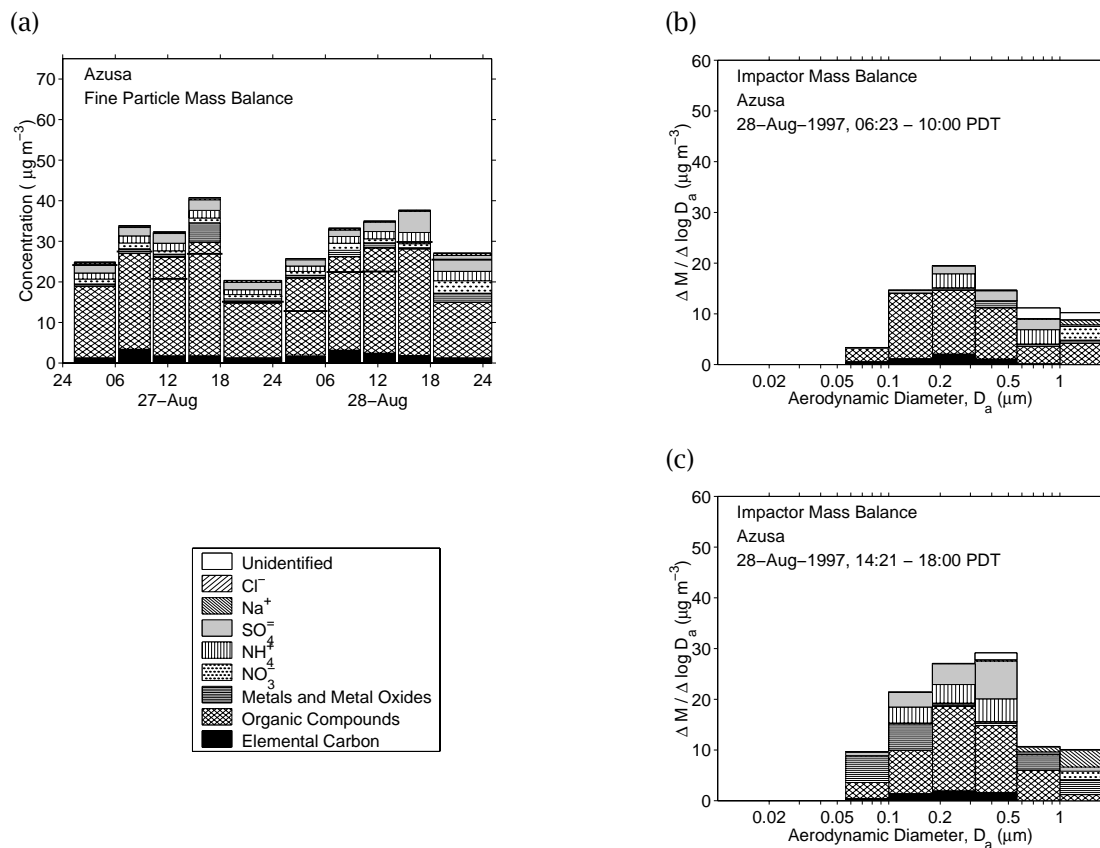 (a)
Azusa
Fine Particle Mass Balance
Concentration ( μg m−3)
70
60
50
40
30
20
10
0
24 06 12 18 24 06 12 18 24
27−Aug 28−Aug
Unidentified
Cl−
Na+
SO4=
NH4+
NO3−
Metals and Metal Oxides
Organic Compounds
Elemental Carbon
(b)
Impactor Mass Balance
Azusa
28−Aug−1997, 06:23 − 10:00 PDT
Δ M / Δ log Da (μg m−3)
60
50
40
30
20
10
0
0.02 0.05 0.1 0.2 0.5 1
Aerodynamic Diameter, Da (μm)
(c)
Impactor Mass Balance
Azusa
28−Aug−1997, 14:21 − 18:00 PDT
Δ M / Δ log Da (μg m−3)
60
50
40
30
20
10
0
0.02 0.05 0.1 0.2 0.5 1
Aerodynamic Diameter, Da (μm)